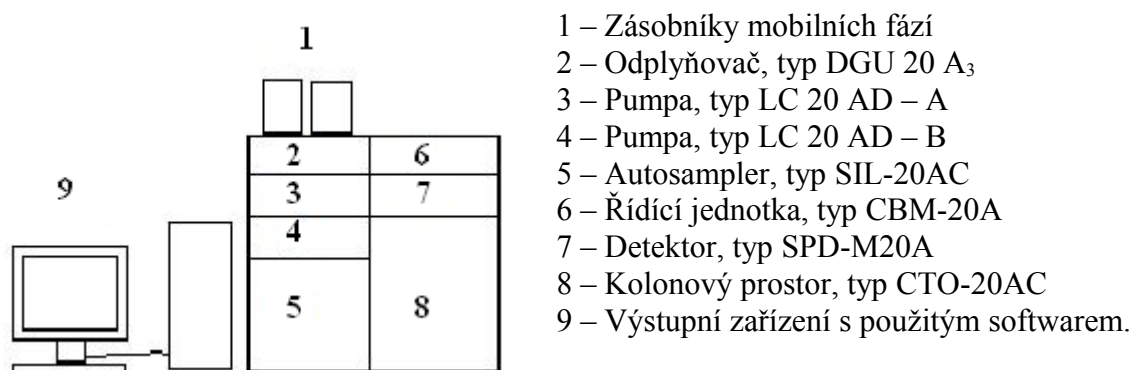 1
2
6
3
7
4
5
8
9
1 – Zásobníky mobilních fází
2 – Odplyňovač, typ DGU 20 A₃
3 – Pumpa, typ LC 20 AD – A
4 – Pumpa, typ LC 20 AD – B
5 – Autosampler, typ SIL-20AC
6 – Řídící jednotka, typ CBM-20A
7 – Detektor, typ SPD-M20A
8 – Kolonový prostor, typ CTO-20AC
9 – Výstupní zařízení s použitým softwarem.